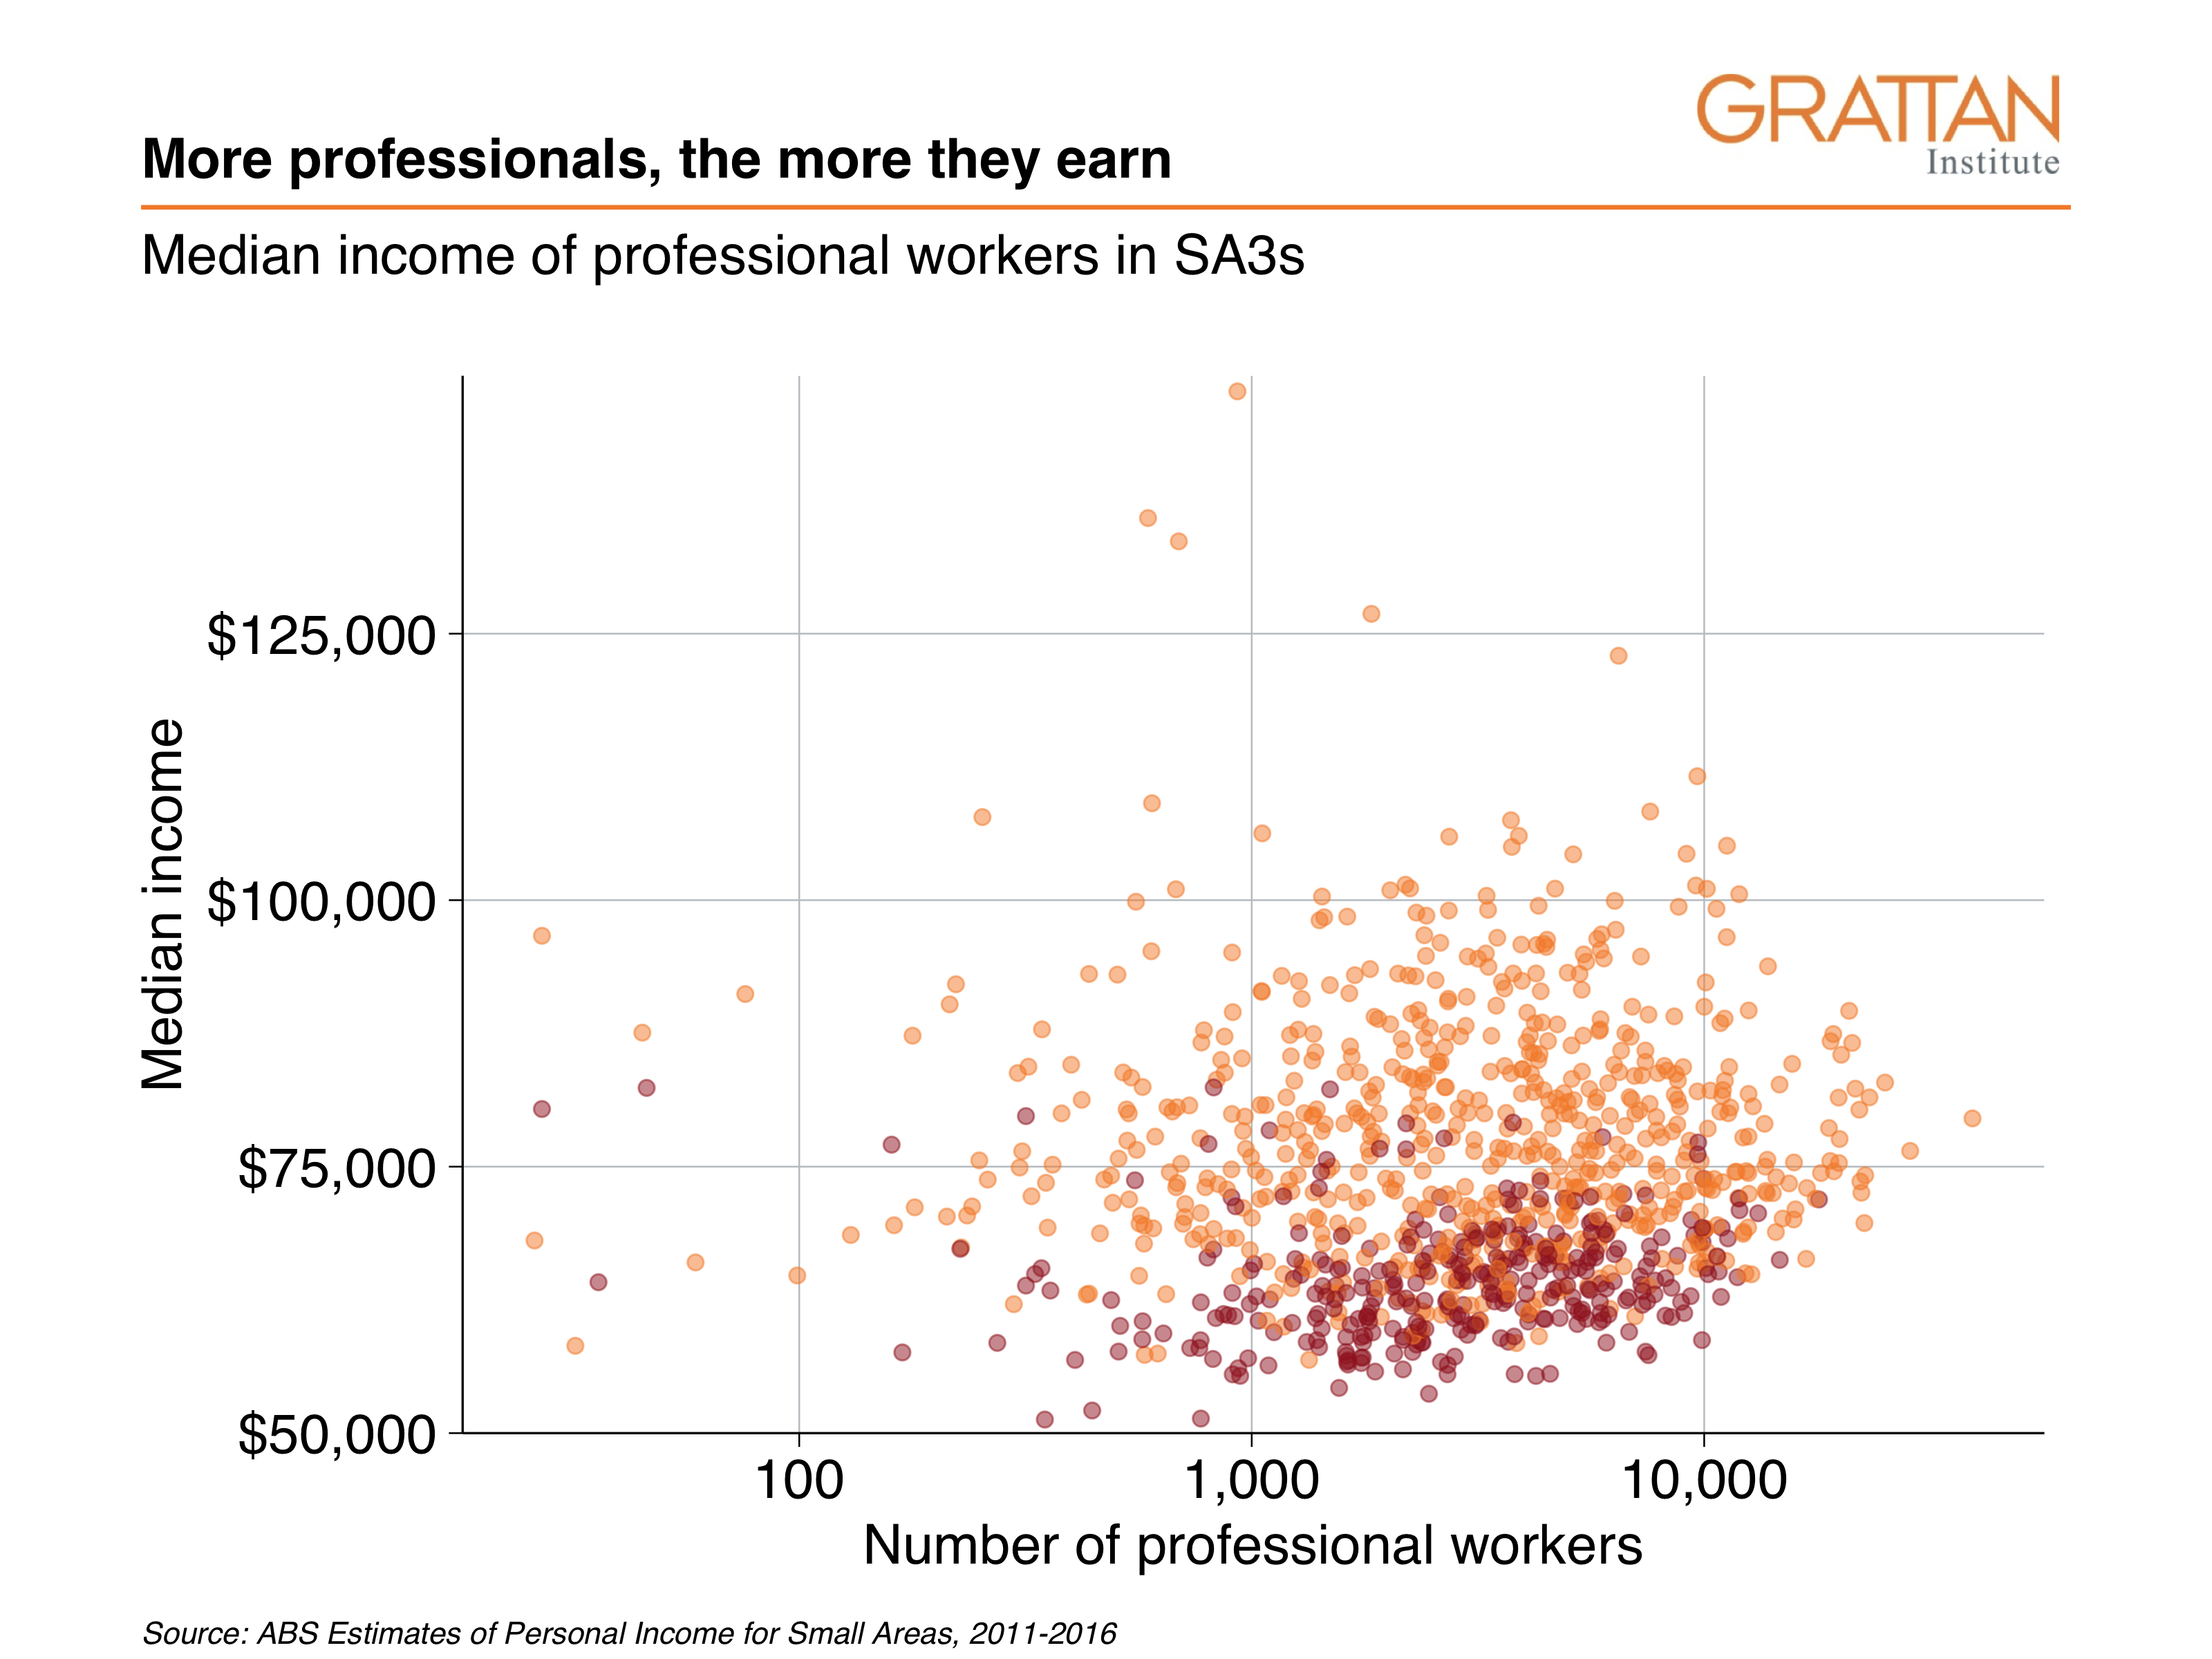 GRATTAN
Institute
More professionals, the more they earn
Median income of professional workers in SA3s
$125,000
$100,000
$75,000
$50,000
Median income
100 1,000 10,000
Number of professional workers
Source: ABS Estimates of Personal Income for Small Areas, 2011-2016